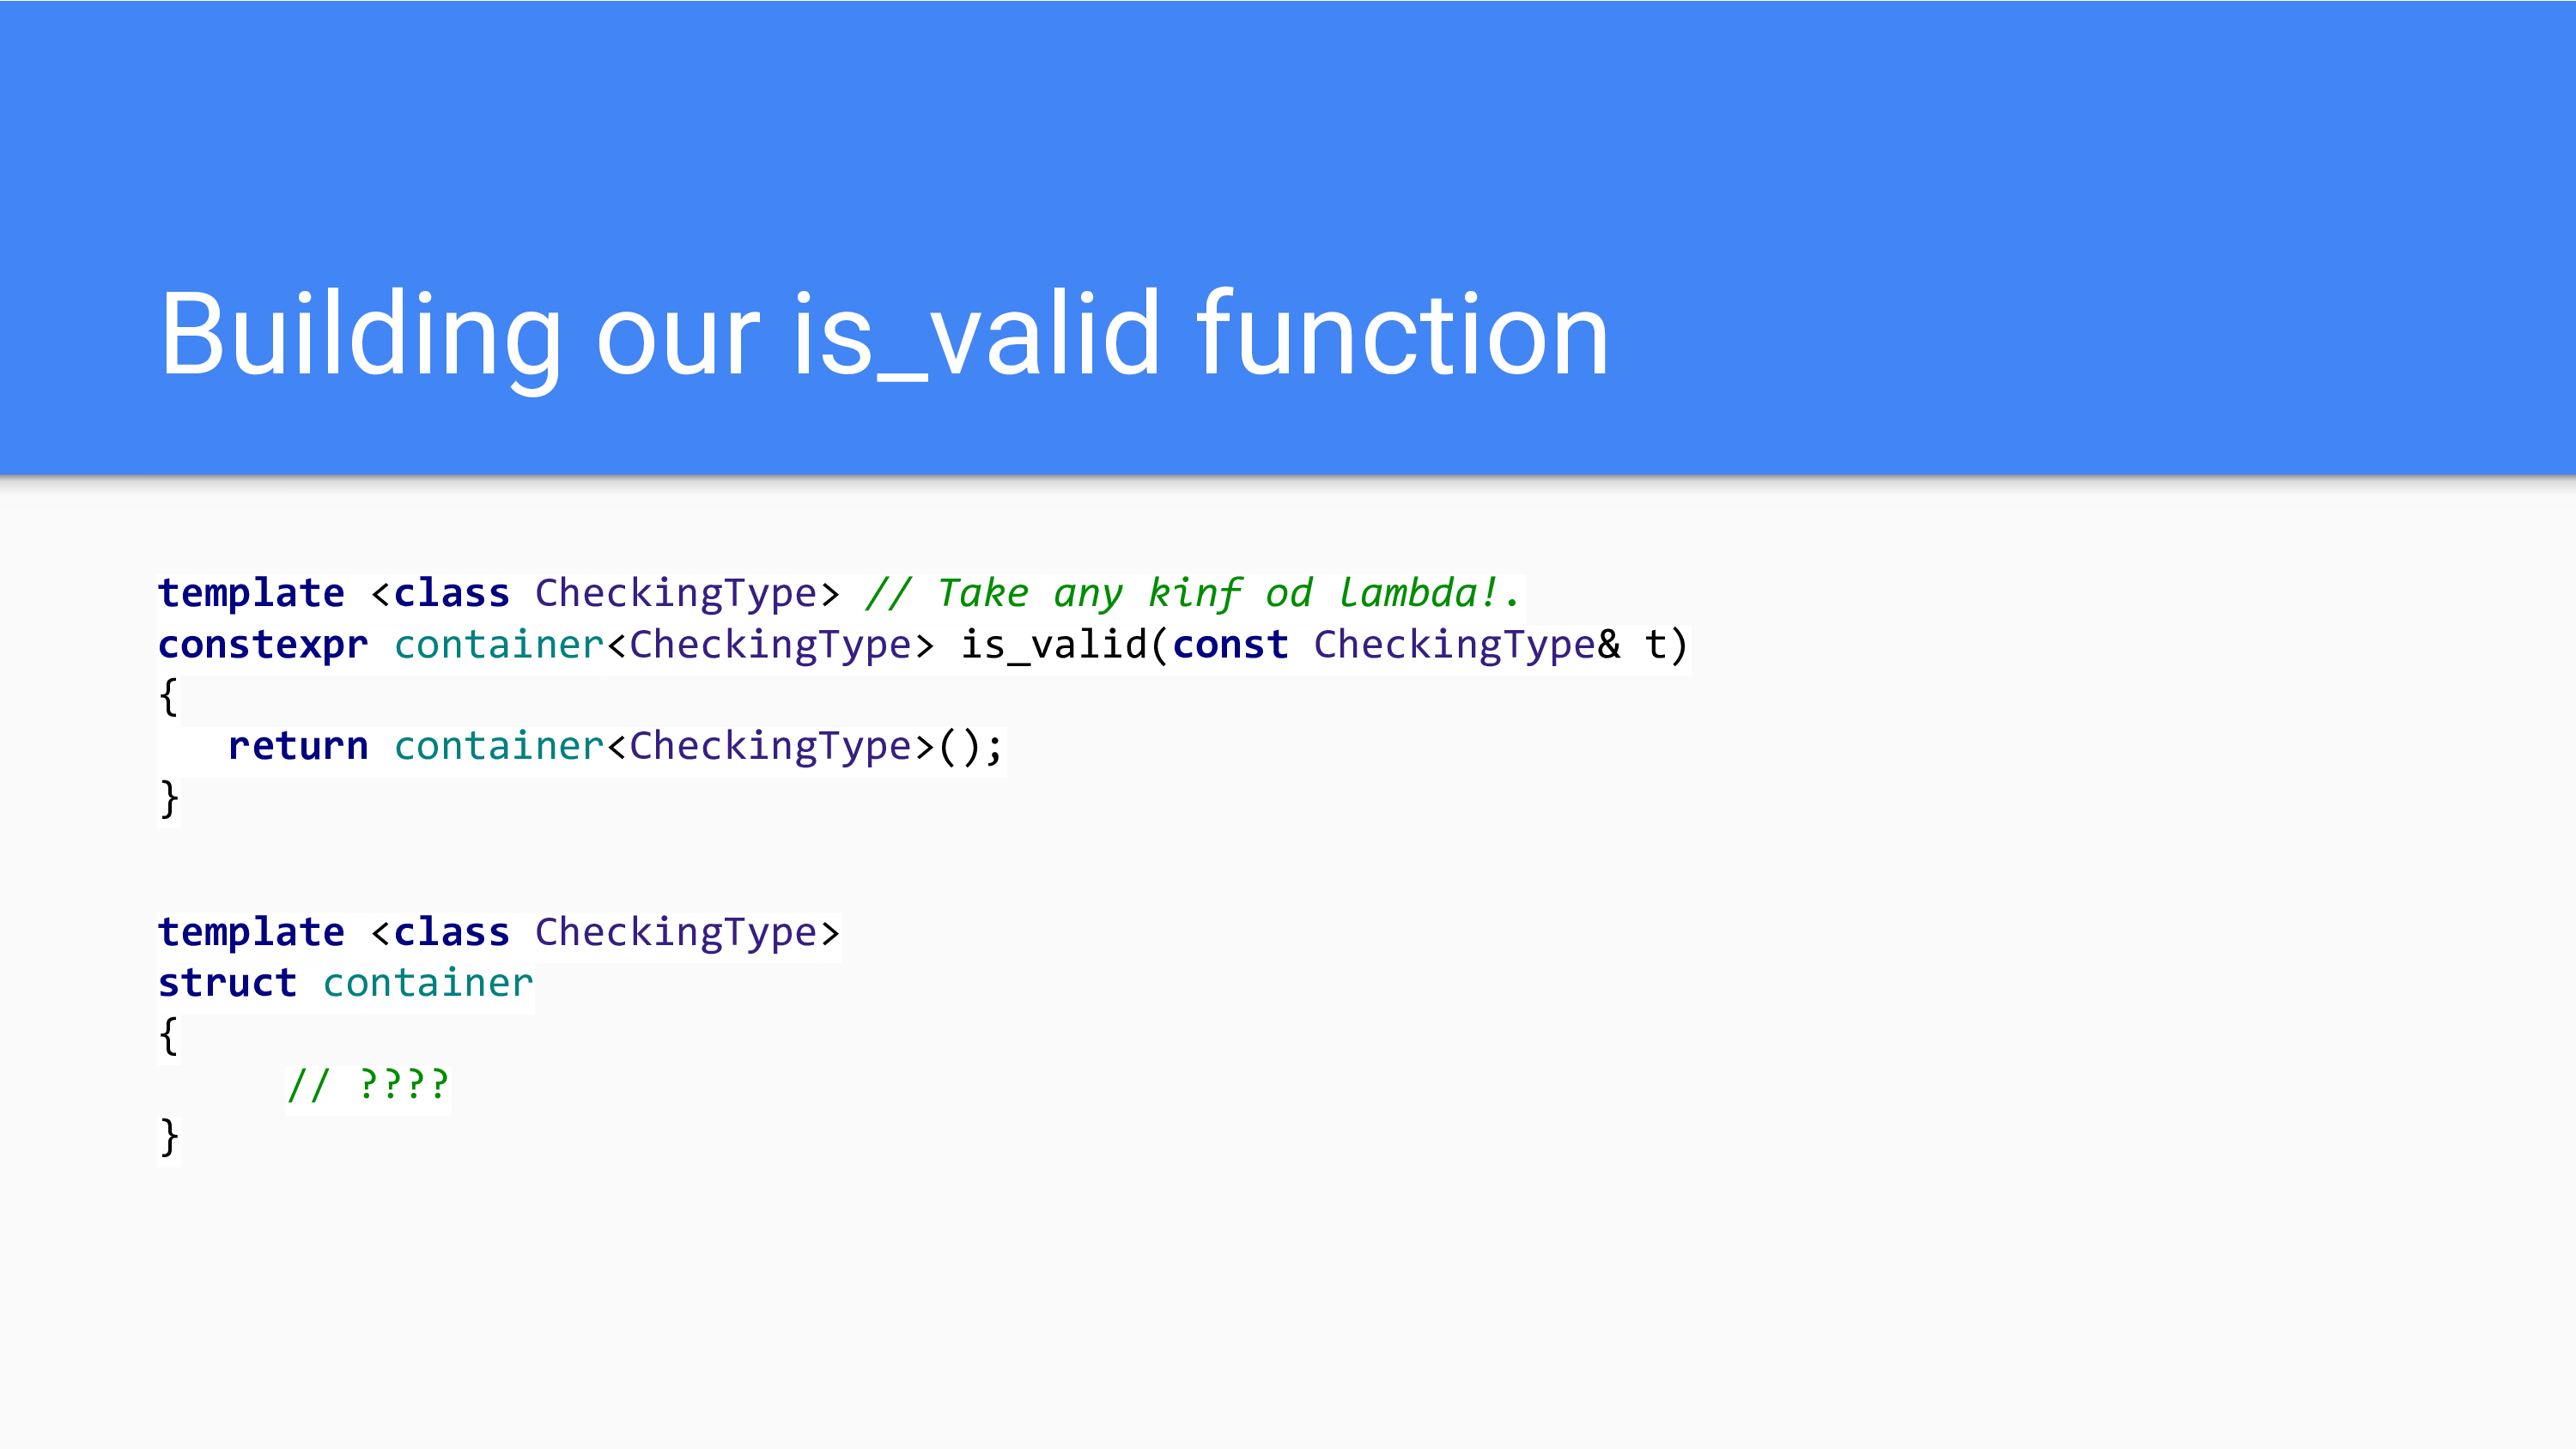 Building our is_valid function
template <class CheckingType> // Take any kinf od lambda!.
constexpr container<CheckingType> is_valid(const CheckingType& t)
{
   return container<CheckingType>();
}
template <class CheckingType>
struct container
{
     // ????
}